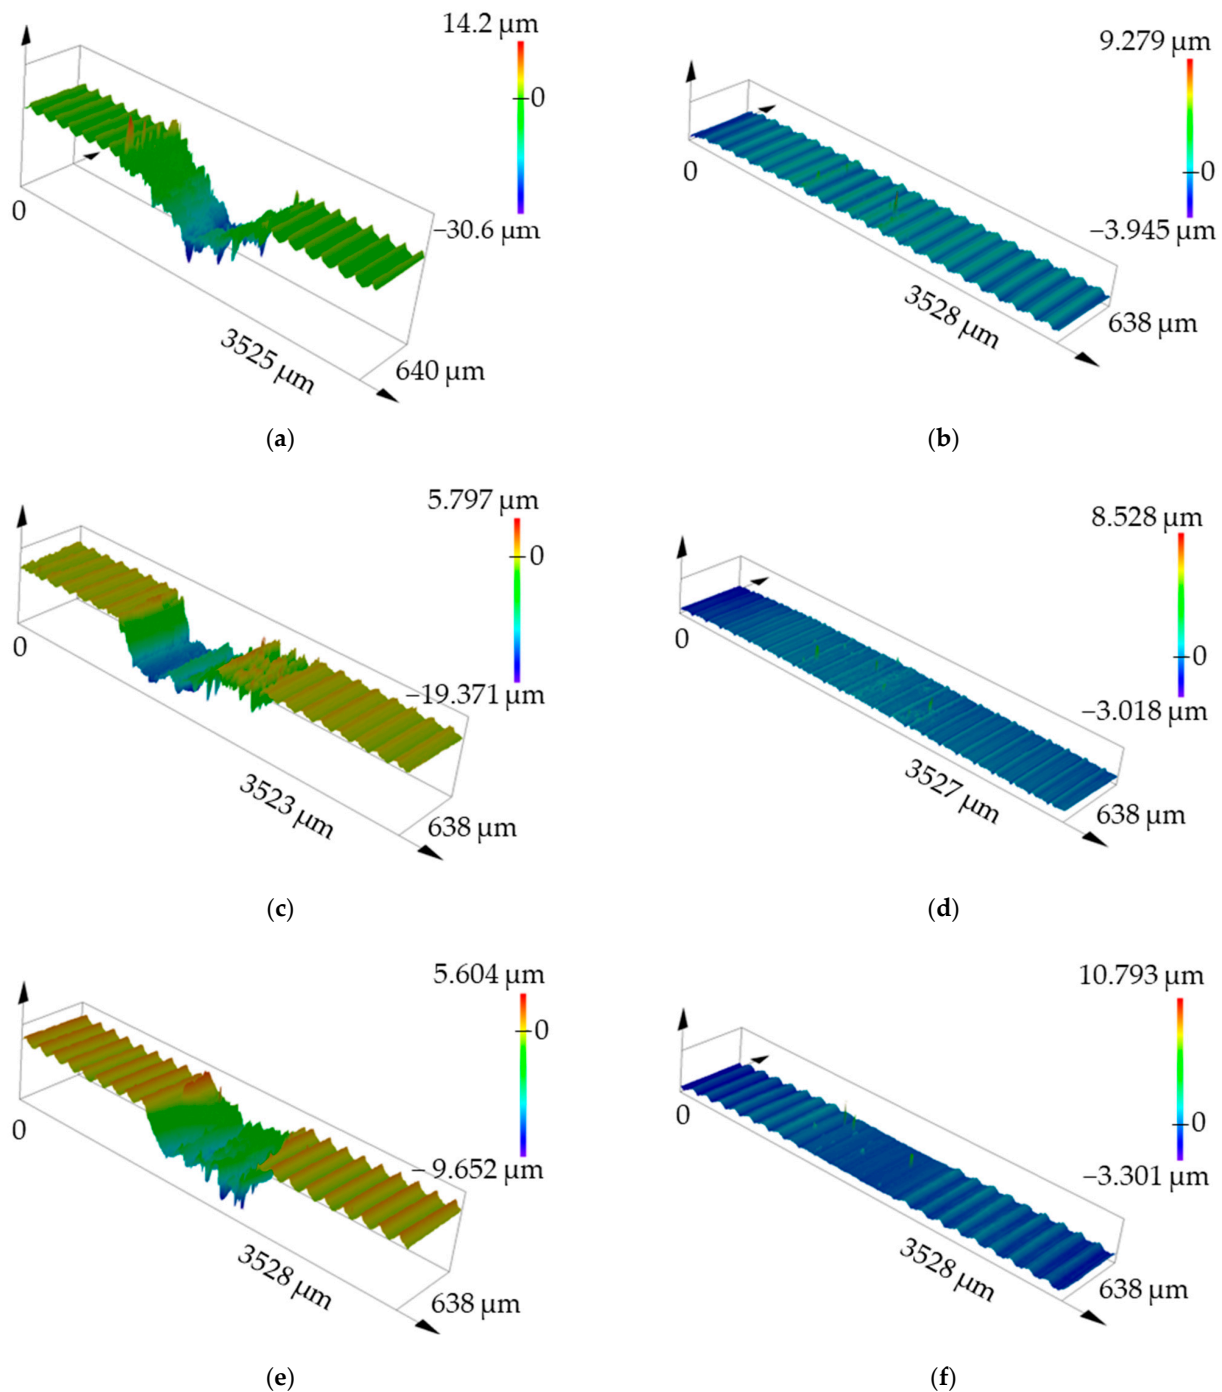 14.2 µm
0
−30.6 µm
0
3525 µm
640 µm
(a)
9.279 µm
0
−3.945 µm
0
3528 µm
638 µm
(b)
5.797 µm
0
−19.371 µm
0
3523 µm
638 µm
(c)
8.528 µm
0
−3.018 µm
0
3527 µm
638 µm
(d)
5.604 µm
0
− 9.652 µm
0
3528 µm
638 µm
(e)
10.793 µm
0
−3.301 µm
0
3528 µm
638 µm
(f)